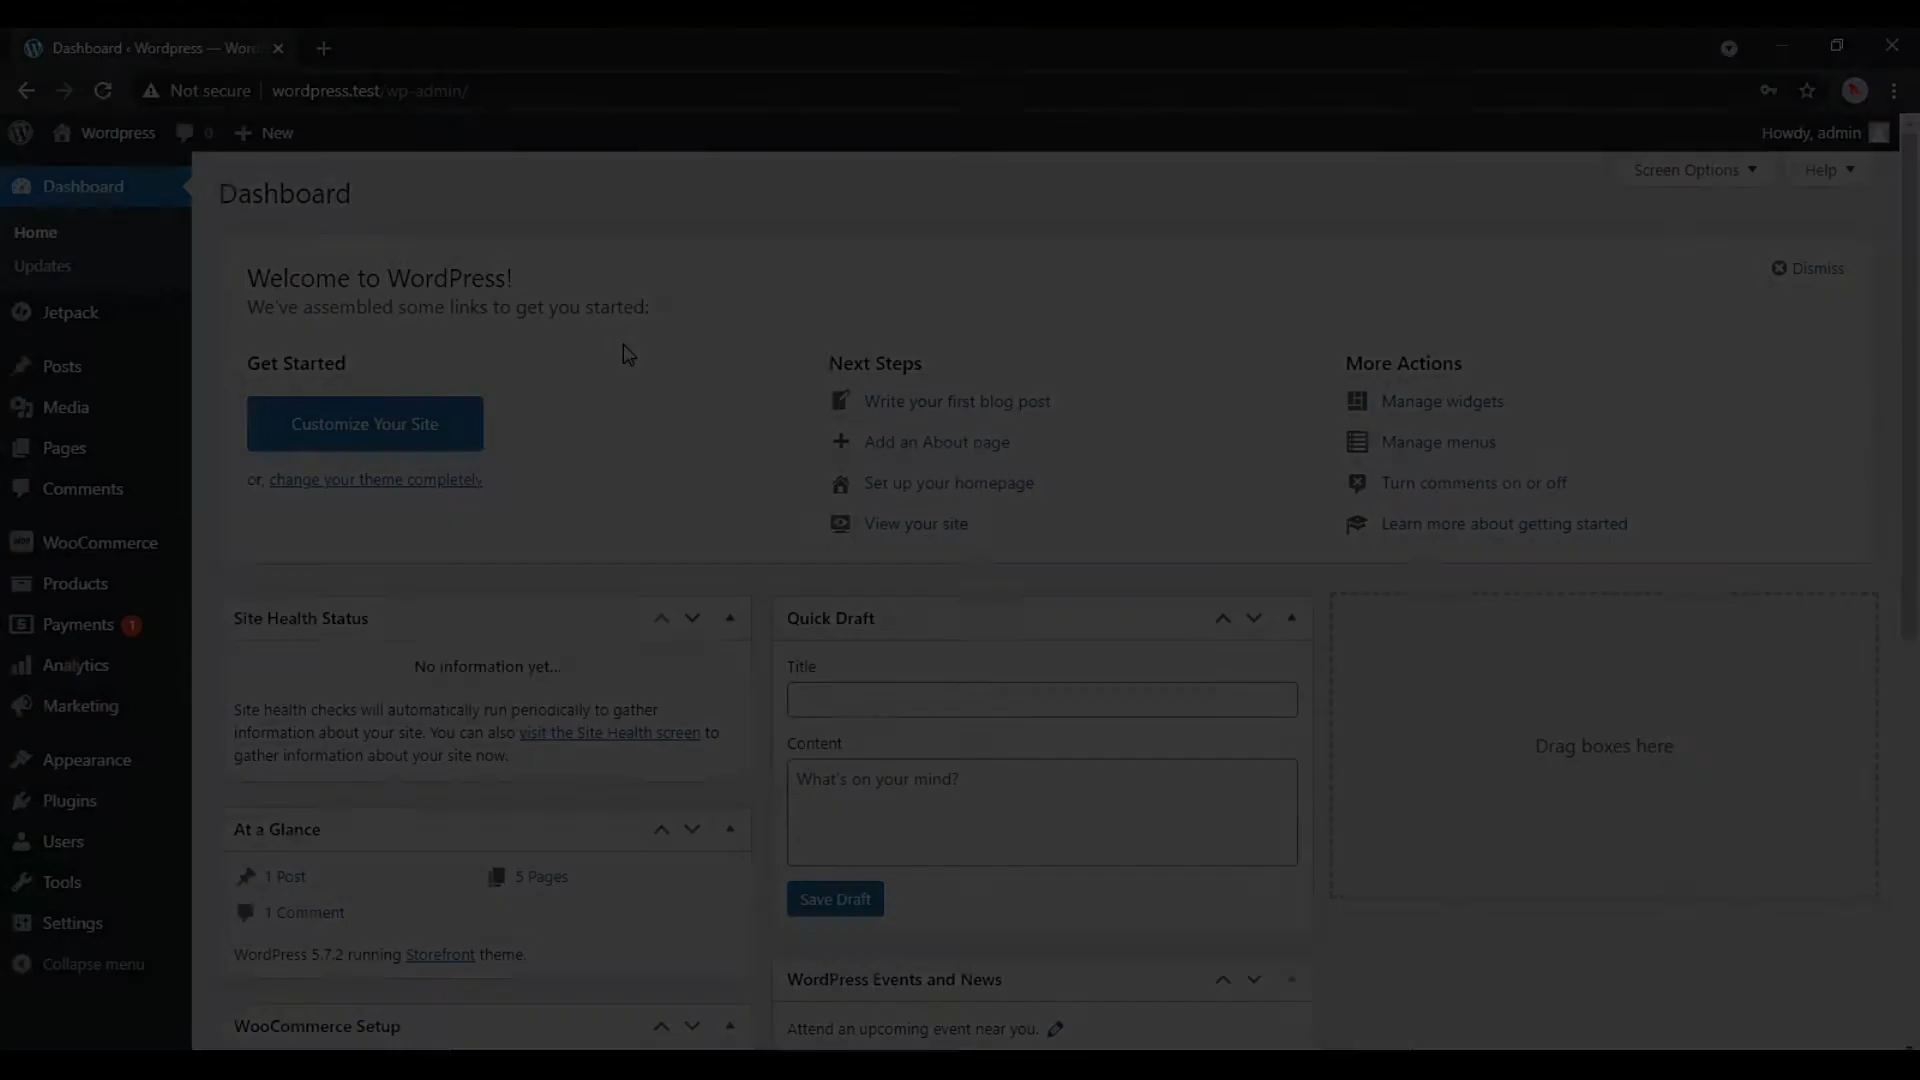 Dashboard ‹ Wordpress — Word
Not secure
wordpress.test/wp-admin/
Wordpress
0
New
Howdy, admin
Dashboard
Home
Updates
Jetpack
Posts
Media
Pages
Comments
WooCommerce
Products
Payments 1
Analytics
Marketing
Appearance
Plugins
Users
Tools
Settings
Collapse menu
Screen Options
Help
Dashboard
Welcome to WordPress!
We've assembled some links to get you started:
Dismiss
Get Started
Customize Your Site
or, change your theme completely
Next Steps
Write your first blog post
Add an About page
Set up your homepage
View your site
More Actions
Manage widgets
Manage menus
Turn comments on or off
Learn more about getting started
Site Health Status
No information yet...
Site health checks will automatically run periodically to gather
information about your site. You can also visit the Site Health screen to
gather information about your site now.
At a Glance
1 Post
5 Pages
1 Comment
WordPress 5.7.2 running Storefront theme.
WooCommerce Setup
Quick Draft
Title
Content
What's on your mind?
Save Draft
WordPress Events and News
Attend an upcoming event near you.
Drag boxes here